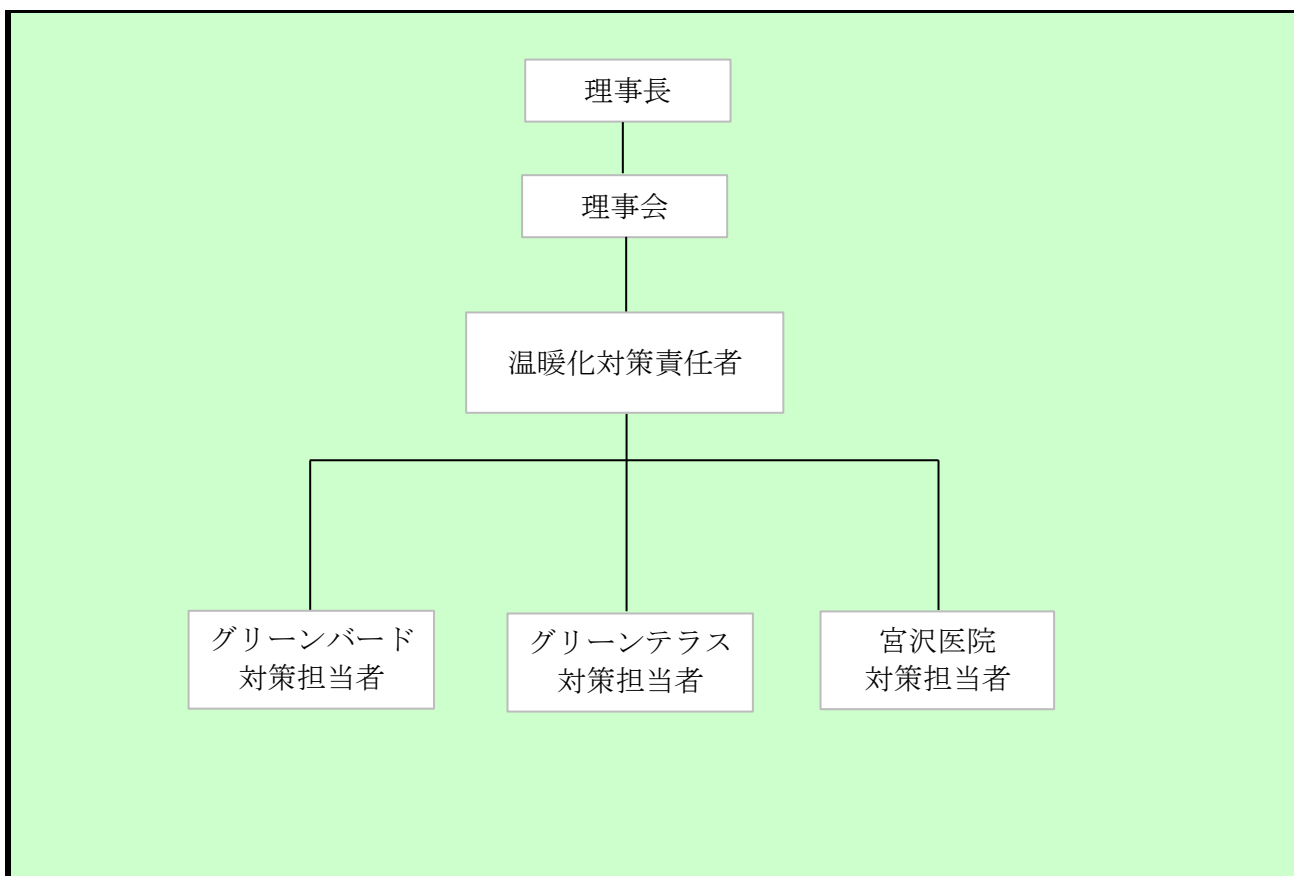 理事長
理事会
温暖化対策責任者
グリーンバード
対策担当者
グリーンテラス
対策担当者
宮沢医院
対策担当者